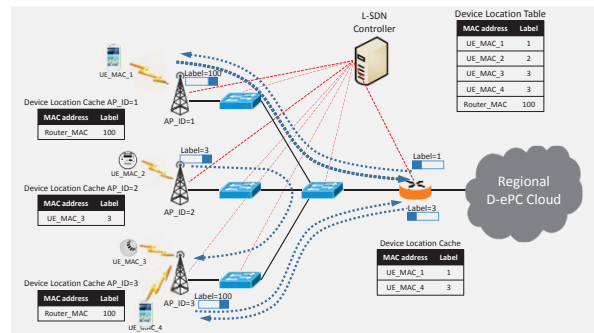 L-SDN
Controller
Device Location Table
MAC address Label
UE_MAC_1 1
UE_MAC_2 2
UE_MAC_3 3
UE_MAC_4 3
Router_MAC 100
UE_MAC_1
Label=100
Device Location Cache AP_ID=1
MAC address Label
Router_MAC 100
AP_ID=1
Label=3
UE_MAC_2
Label=1
Device Location Cache AP_ID=2
MAC address Label
UE_MAC_3 3
AP_ID=2
Regional
D-ePC Cloud
Label=3
UE_MAC_3
Device Location Cache
MAC address Label
UE_MAC_1 1
UE_MAC_4 3
Device Location Cache AP_ID=3
MAC address Label
Router_MAC 100
AP_ID=3
Label=100
UE_MAC_4